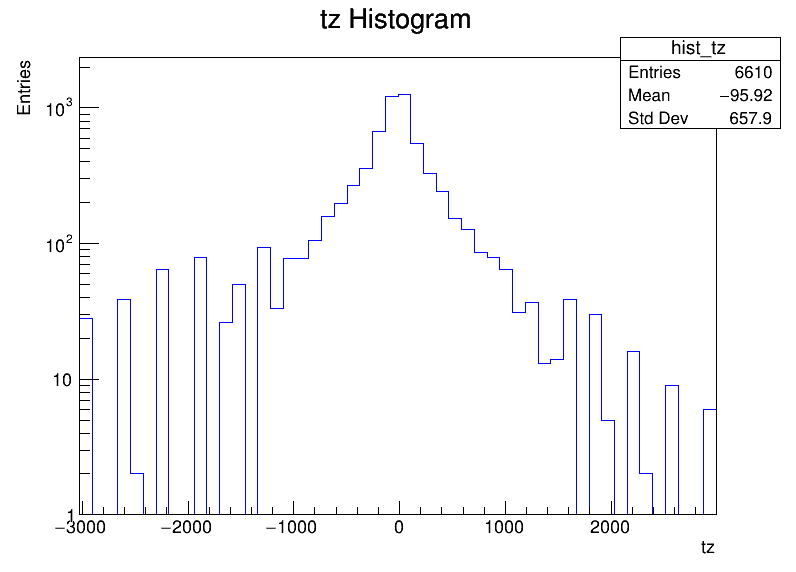 tz Histogram
hist_tz
Entries 6610
Mean −95.92
Std Dev 657.9
Entries
10³
10²
10
1
−3000 −2000 −1000 0 1000 2000
tz